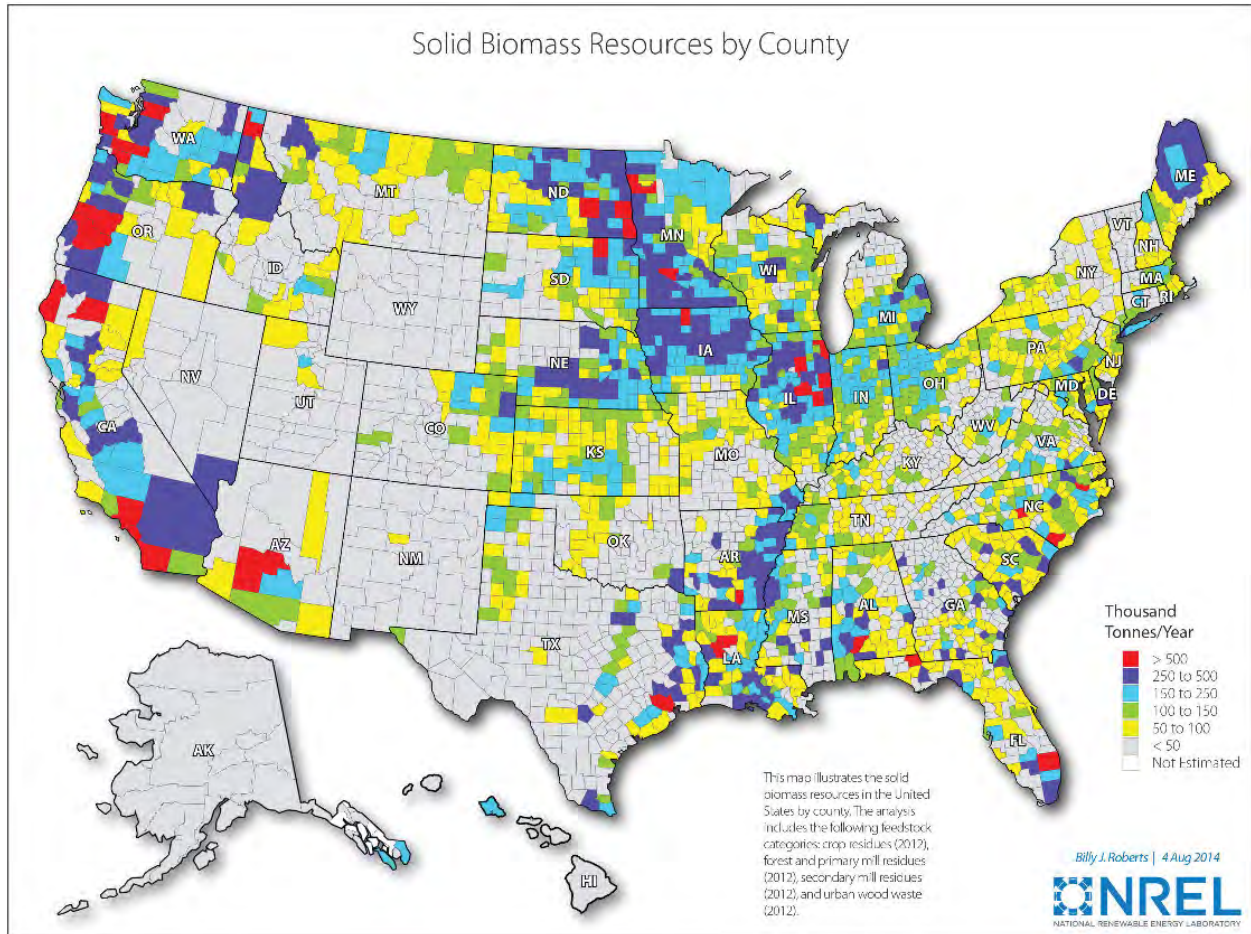 Solid Biomass Resources by County
WA
OR
ID
MT
ND
MN
WI
MI
ME
VT
NH
NY
MA
CT
RI
PA
NJ
MD
DE
SD
WY
NE
IA
IL
IN
OH
WV
VA
KY
NV
UT
CO
KS
MO
CA
AZ
NM
OK
AR
TN
NC
SC
GA
AL
MS
LA
TX
FL
AK
HI
Thousand
Tonnes/Year
> 500
250 to 500
150 to 250
100 to 150
50 to 100
< 50
Not Estimated
This map illustrates the solid
biomass resources in the United
States by county. The analysis
includes the following feedstock
categories: crop residues (2012),
forest and primary mill residues
(2012), secondary mill residues
(2012), and urban wood waste
(2012).
Billy J. Roberts | 4 Aug 2014
NREL
NATIONAL RENEWABLE ENERGY LABORATORY